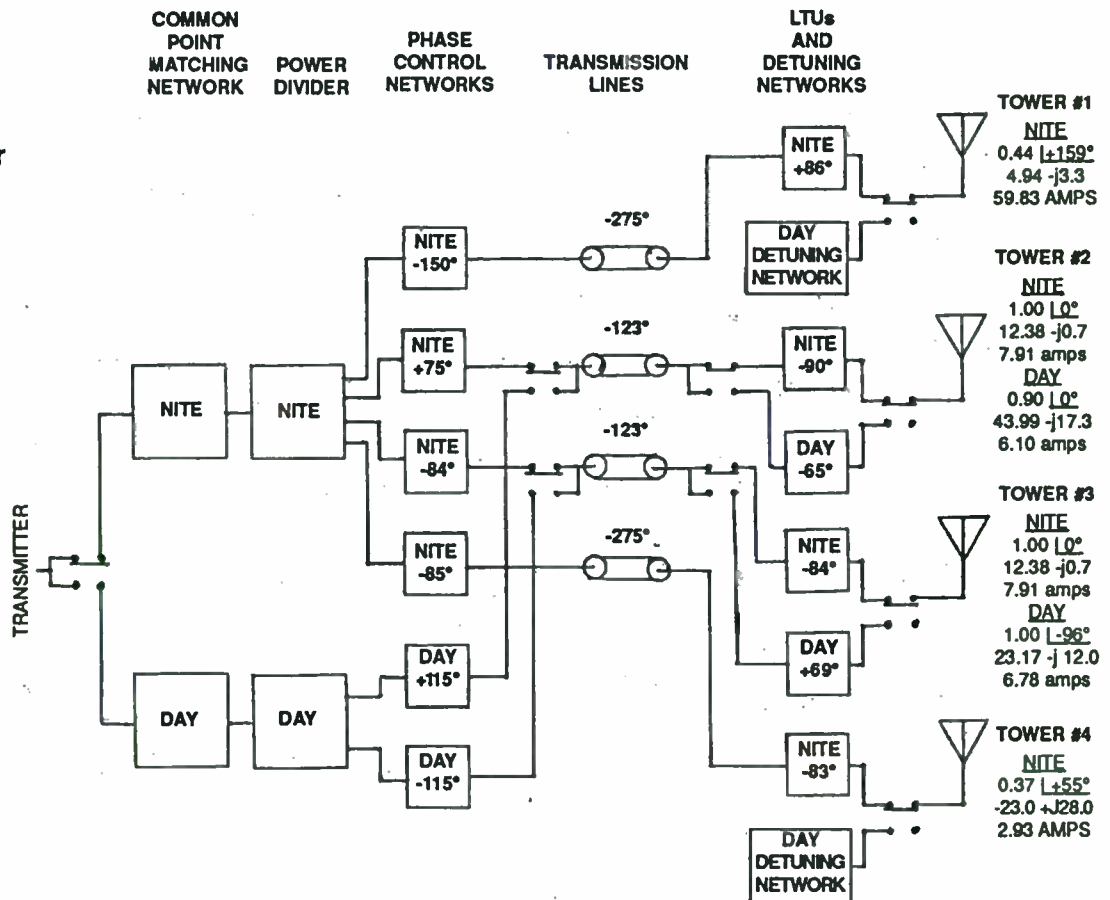 COMMON
POINT
MATCHING
NETWORK
POWER
DIVIDER
PHASE
CONTROL
NETWORKS
TRANSMISSION
LINES
LTUs
AND
DETUNING
NETWORKS
r
TRANSMITTER
NITE
NITE
DAY
DAY
NITE
-150°
NITE
+75°
NITE
-84°
NITE
-85°
DAY
+115°
DAY
-115°
-275°
-123°
-123°
-275°
NITE
+86°
DAY
DETUNING
NETWORK
NITE
-90°
DAY
-65°
NITE
-84°
DAY
+69°
NITE
-83°
DAY
DETUNING
NETWORK
TOWER #1
NITE
0.44 |+159°
4.94 -j3.3
59.83 AMPS
TOWER #2
NITE
1.00 |0°
12.38 -j0.7
7.91 amps
DAY
0.90 |0°
43.99 -j17.3
6.10 amps
TOWER #3
NITE
1.00 |0°
12.38 -j0.7
7.91 amps
DAY
1.00 |-96°
23.17 -j 12.0
6.78 amps
TOWER #4
NITE
0.37 |+55°
-23.0 +J28.0
2.93 AMPS